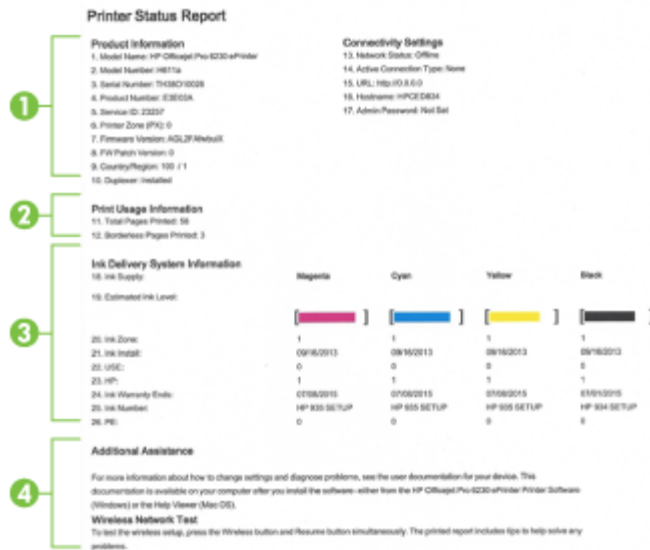 Printer Status Report
Product Information
1. Model Name: HP Officejet Pro 6230 ePrinter
2. Model Number: H611a
3. Serial Number:
4. Product Number: E3E03A
5. Service ID: 23207
6. Printer Zone (PX): 0
7. Firmware Version:
8. FW Patch Version: 0
9. Country/Region: 100 / 1
10. Duplexer: Installed
Connectivity Settings
13. Network Status: Offline
14. Active Connection Type: None
15. URL: http://0.0.0.0
16. Hostname:
17. Admin Password: Not Set
1
Print Usage Information
11. Total Pages Printed: 58
12. Borderless Pages Printed: 3
2
Ink Delivery System Information
18. Ink Supply: Magenta Cyan Yellow Black
19. Estimated Ink Level:
[ ] [ ] [ ] [
20. Ink Zone: 1 1 1 1
21. Ink Install: 09/16/2013 09/16/2013 09/16/2013 09/16/2013
22. USE: 0 0 0 0
23. HP: 1 1 1 1
24. Ink Warranty Ends: 07/08/2015 07/08/2015 07/08/2015 07/01/2015
25. Ink Number: HP 935 SETUP HP 935 SETUP HP 935 SETUP HP 934 SETUP
26. PE: 0 0 0 0
3
Additional Assistance
For more information about how to change settings and diagnose problems, see the user documentation for your device. This
documentation is available on your computer after you install the software- either from the HP Officejet Pro 6230 ePrinter Printer Software
(Windows) or the Help Viewer (Mac OS).
Wireless Network Test
To test the wireless setup, press the Wireless button and Resume button simultaneously. The printed report includes tips to help solve any
problems.
4